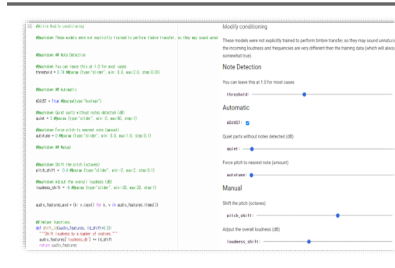 #@title Modify conditioning
#@markdown These models were not explicitly trained to perform timbre transfer, so they may sound unnat
#@markdown ## Note Detection
#@markdown You can leave this at 1.0 for most cases
threshold = 1 #@param {type:"slider", min: 0.0, max:2.0, step:0.01}
#@markdown ## Automatic
ADJUST = True #@param{type:"boolean"}
#@markdown Quiet parts without notes detected (dB)
quiet = #@param {type:"slider", min: 0, max:60, step:1}
#@markdown Force pitch to nearest note (amount)
autotune = 0 #@param {type:"slider", min: 0.0, max:1.0, step:0.1}
#@markdown ## Manual
#@markdown Shift the pitch (octaves)
pitch_shift = #@param {type:"slider", min:-2, max:2, step:1}
#@markdown Adjust the overall loudness (dB)
loudness_shift = #@param {type:"slider", min:-20, max:20, step:1}
audio_features_mod = {k: v.copy() for k, v in audio_features.items()}
## Helper functions.
def shift_ld(audio_features, ld_shift=0.0):
"""Shift loudness by a number of ocatves."""
audio_features['loudness_db'] += ld_shift
return audio_features
Modify conditioning
These models were not explicitly trained to perform timbre transfer, so they may sound unnatural
the incoming loudness and frequencies are very different then the training data (which will always
somewhat true).
Note Detection
You can leave this at 1.0 for most cases
threshold:
Automatic
ADJUST:
Quiet parts without notes detected (dB)
quiet:
Force pitch to nearest note (amount)
autotune:
Manual
Shift the pitch (octaves)
pitch_shift:
Adjust the overall loudness (dB)
loudness_shift: